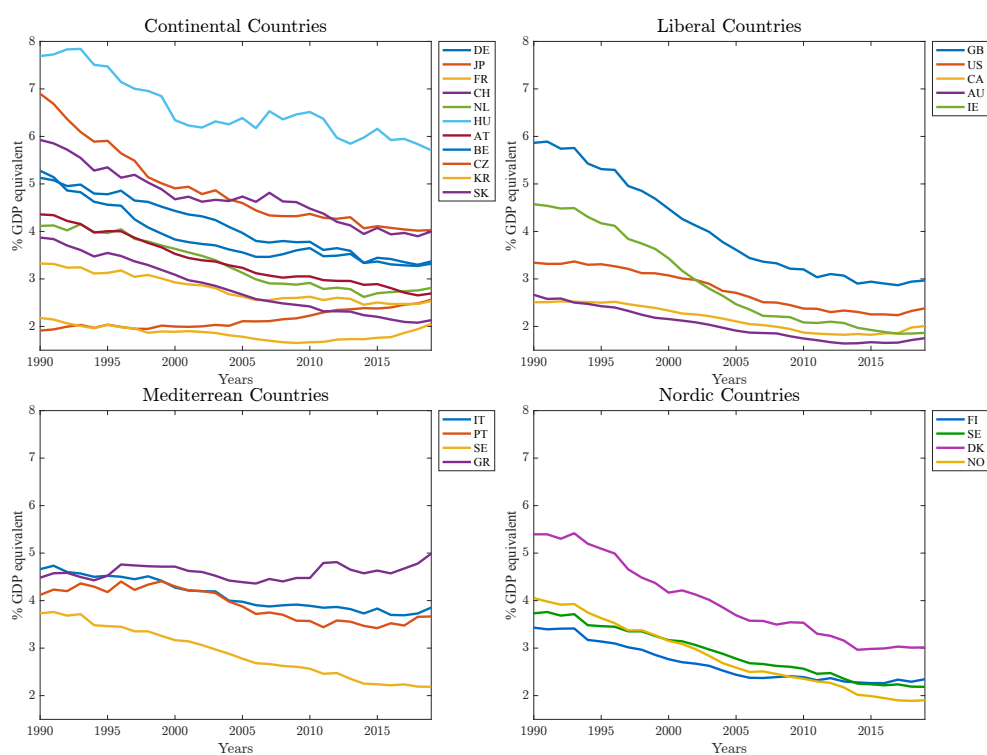 Continental Countries
% GDP equivalent
8
7
6
5
4
3
2
1990 1995 2000 2005 2010 2015
Years
DE
JP
FR
CH
NL
HU
AT
BE
CZ
KR
SK
Liberal Countries
% GDP equivalent
8
7
6
5
4
3
2
1990 1995 2000 2005 2010 2015
Years
GB
US
CA
AU
IE
Mediterrean Countries
% GDP equivalent
8
7
6
5
4
3
2
1990 1995 2000 2005 2010 2015
Years
IT
PT
SE
GR
Nordic Countries
% GDP equivalent
8
7
6
5
4
3
2
1990 1995 2000 2005 2010 2015
Years
FI
SE
DK
NO